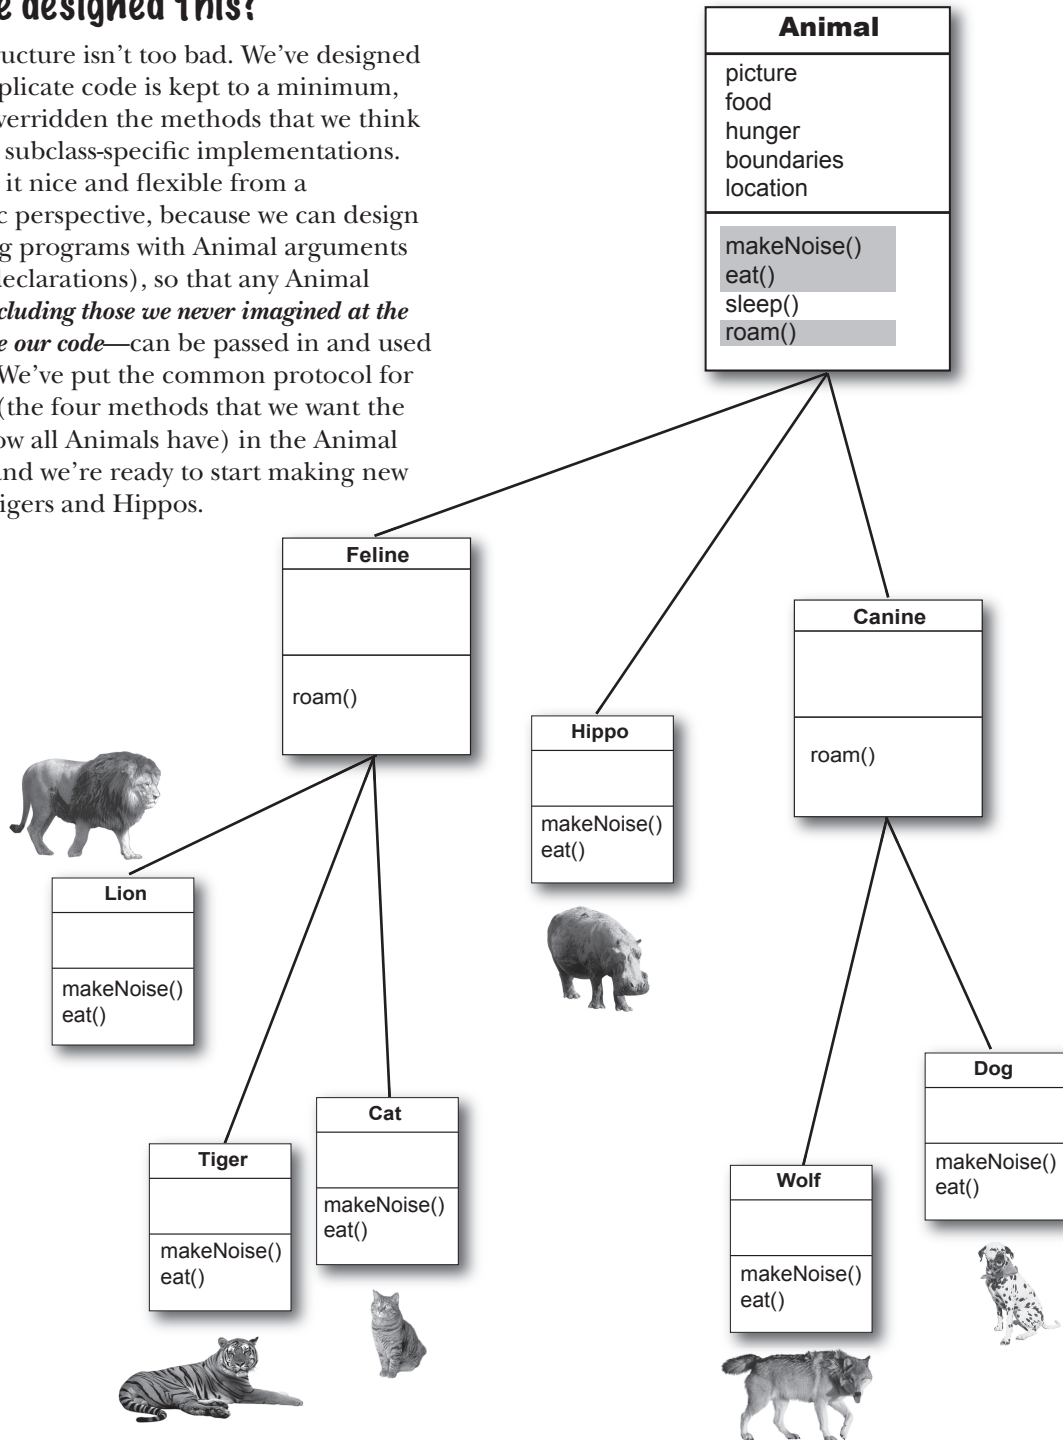 e designed this?
ucture isn’t too bad. We’ve designed
plicate code is kept to a minimum,
verridden the methods that we think
subclass-specific implementations.
it nice and flexible from a
c perspective, because we can design
g programs with Animal arguments
declarations), so that any Animal
cluding those we never imagined at the
e our code—can be passed in and used
We’ve put the common protocol for
(the four methods that we want the
ow all Animals have) in the Animal
and we’re ready to start making new
igers and Hippos.
Animal
picture
food
hunger
boundaries
location
makeNoise()
eat()
sleep()
roam()
Feline
roam()
Canine
roam()
Hippo
makeNoise()
eat()
Lion
makeNoise()
eat()
Tiger
makeNoise()
eat()
Cat
makeNoise()
eat()
Wolf
makeNoise()
eat()
Dog
makeNoise()
eat()